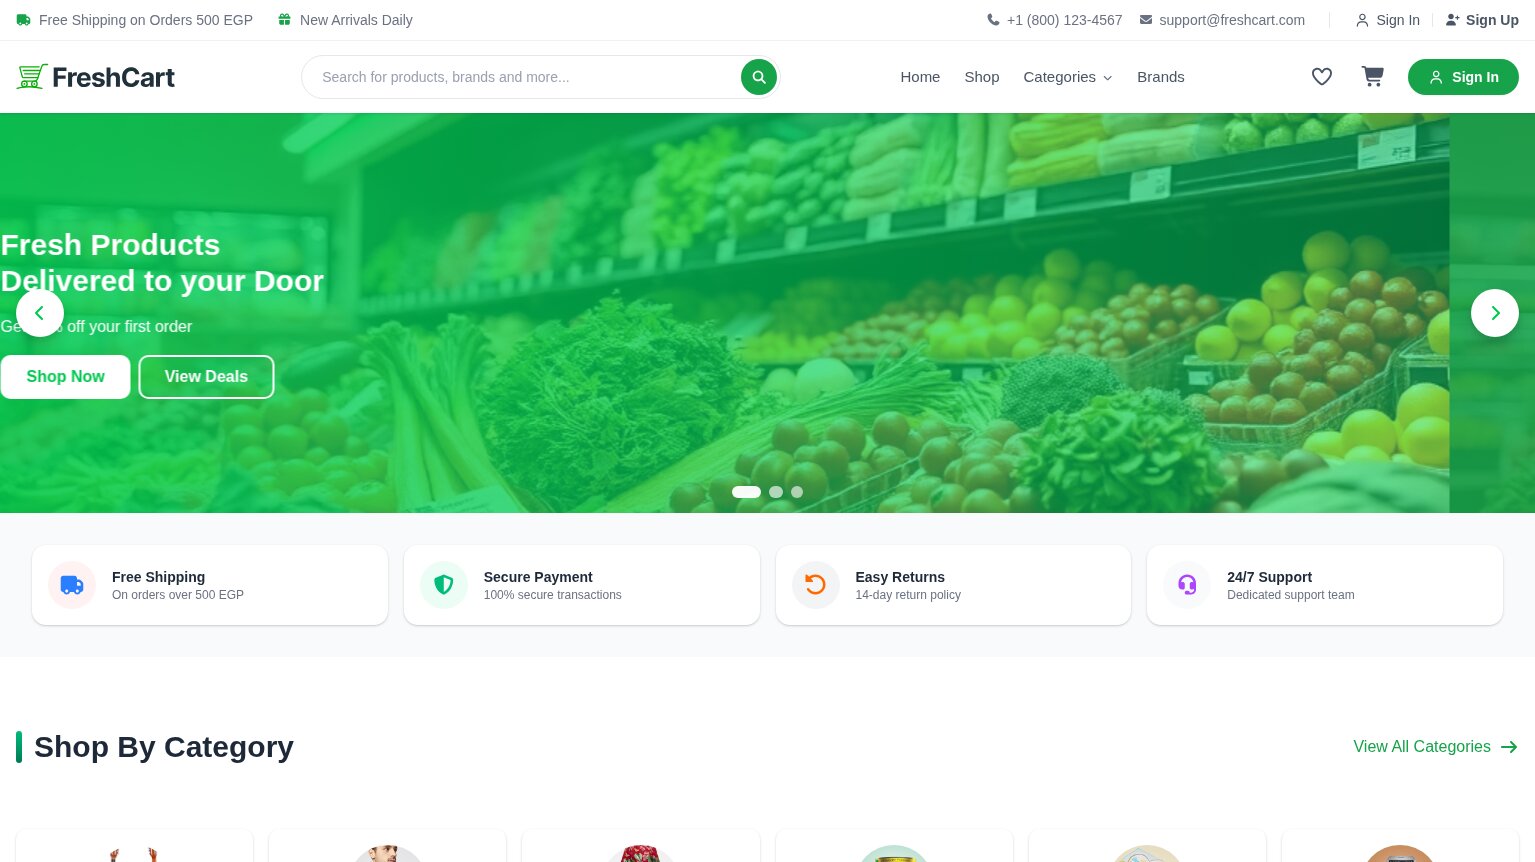 Free Shipping on Orders 500 EGP
New Arrivals Daily
+1 (800) 123-4567
support@freshcart.com
Sign In
Sign Up
FreshCart
Search for products, brands and more...
Home
Shop
Categories
Brands
Sign In
Fresh Products
Delivered to your Door
off your first order
Shop Now
View Deals
Free Shipping
On orders over 500 EGP
Secure Payment
100% secure transactions
Easy Returns
14-day return policy
24/7 Support
Dedicated support team
Shop By Category
View All Categories